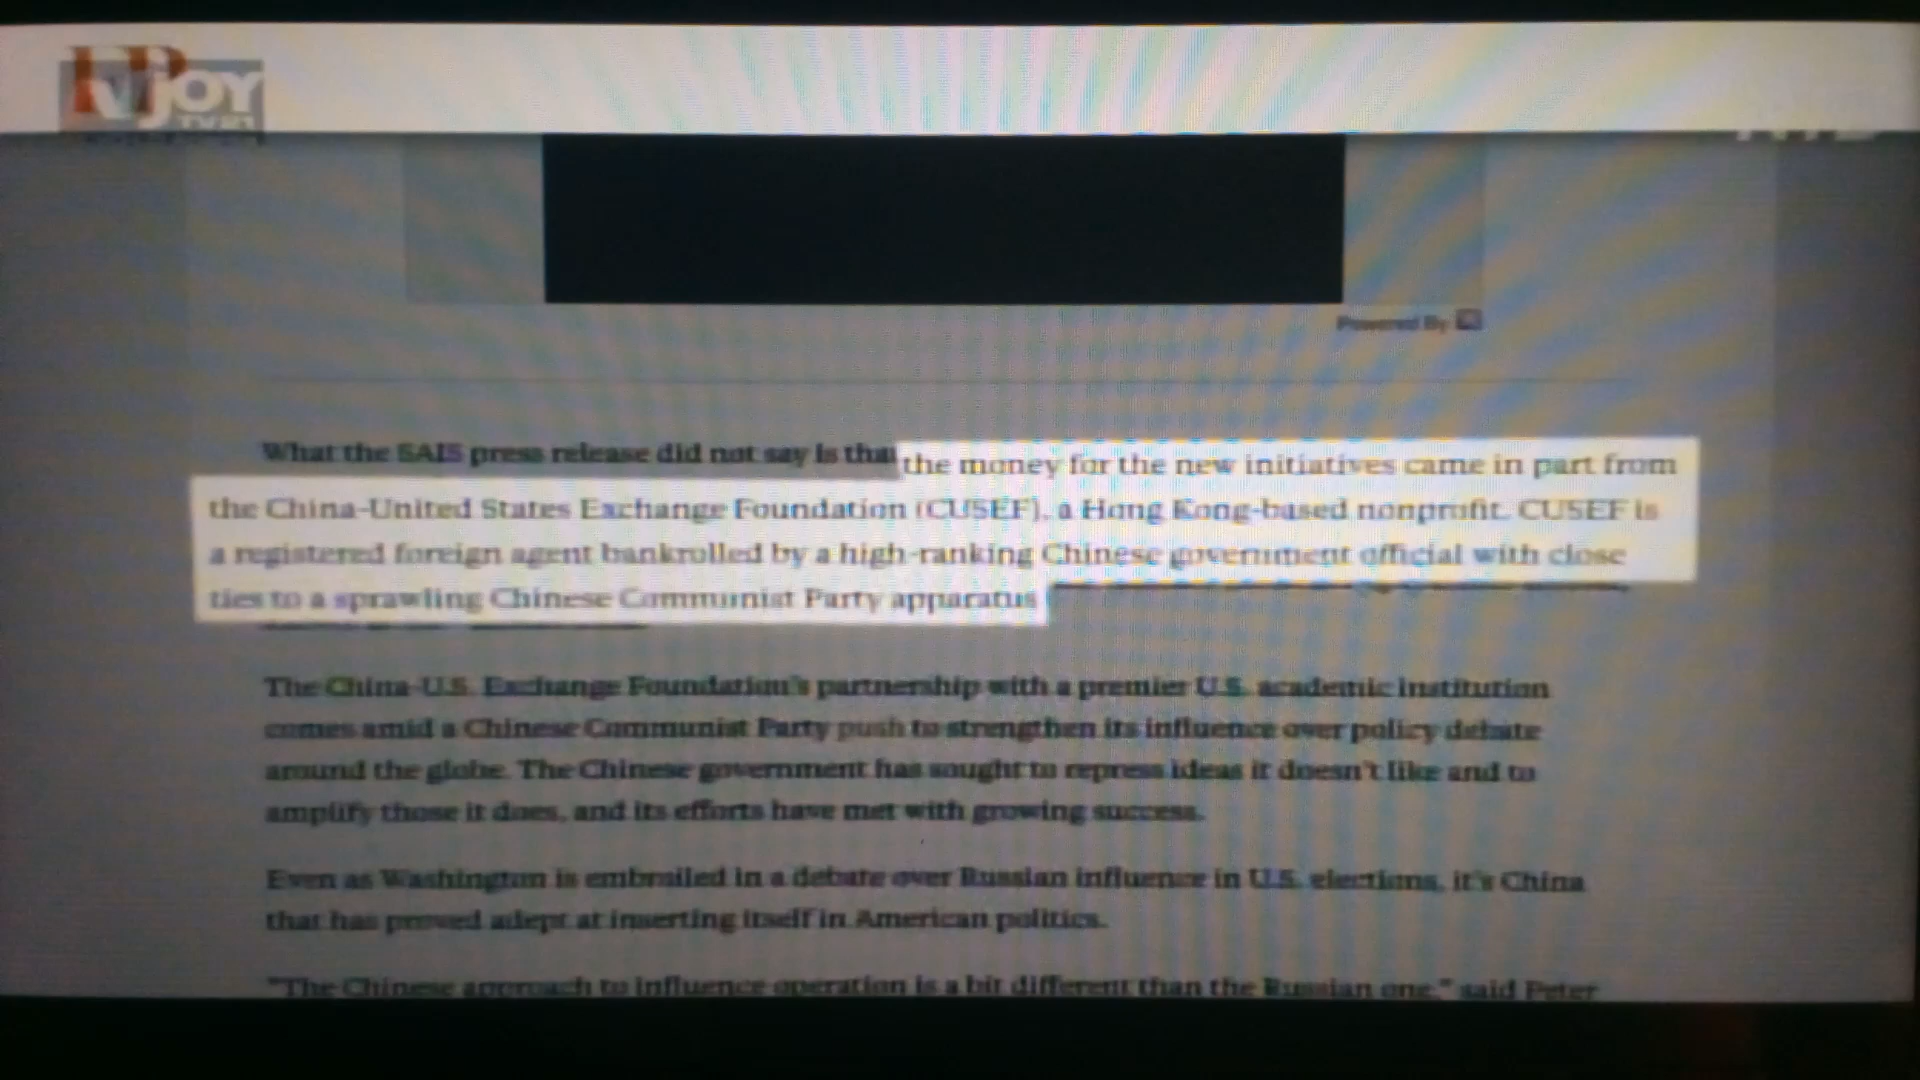 JOY
Powered By
What the SAIS press release did not say is that the money for the new initiatives came in part from
the China-United States Exchange Foundation (CUSEF), a Hong Kong-based nonprofit. CUSEF is
a registered foreign agent bankrolled by a high-ranking Chinese government official with close
ties to a sprawling Chinese Communist Party apparatus
The China-U.S. Exchange Foundation's partnership with a premier U.S. academic institution
comes amid a Chinese Communist Party push to strengthen its influence over policy debate
around the globe. The Chinese government has sought to repress ideas it doesn't like and to
amplify those it does, and its efforts have met with growing success.
Even as Washington is embroiled in a debate over Russian influence in U.S. elections, it's China
that has proved adept at inserting itself in American politics.
"The Chinese approach to influence operation is a bit different than the Russian one," said Peter